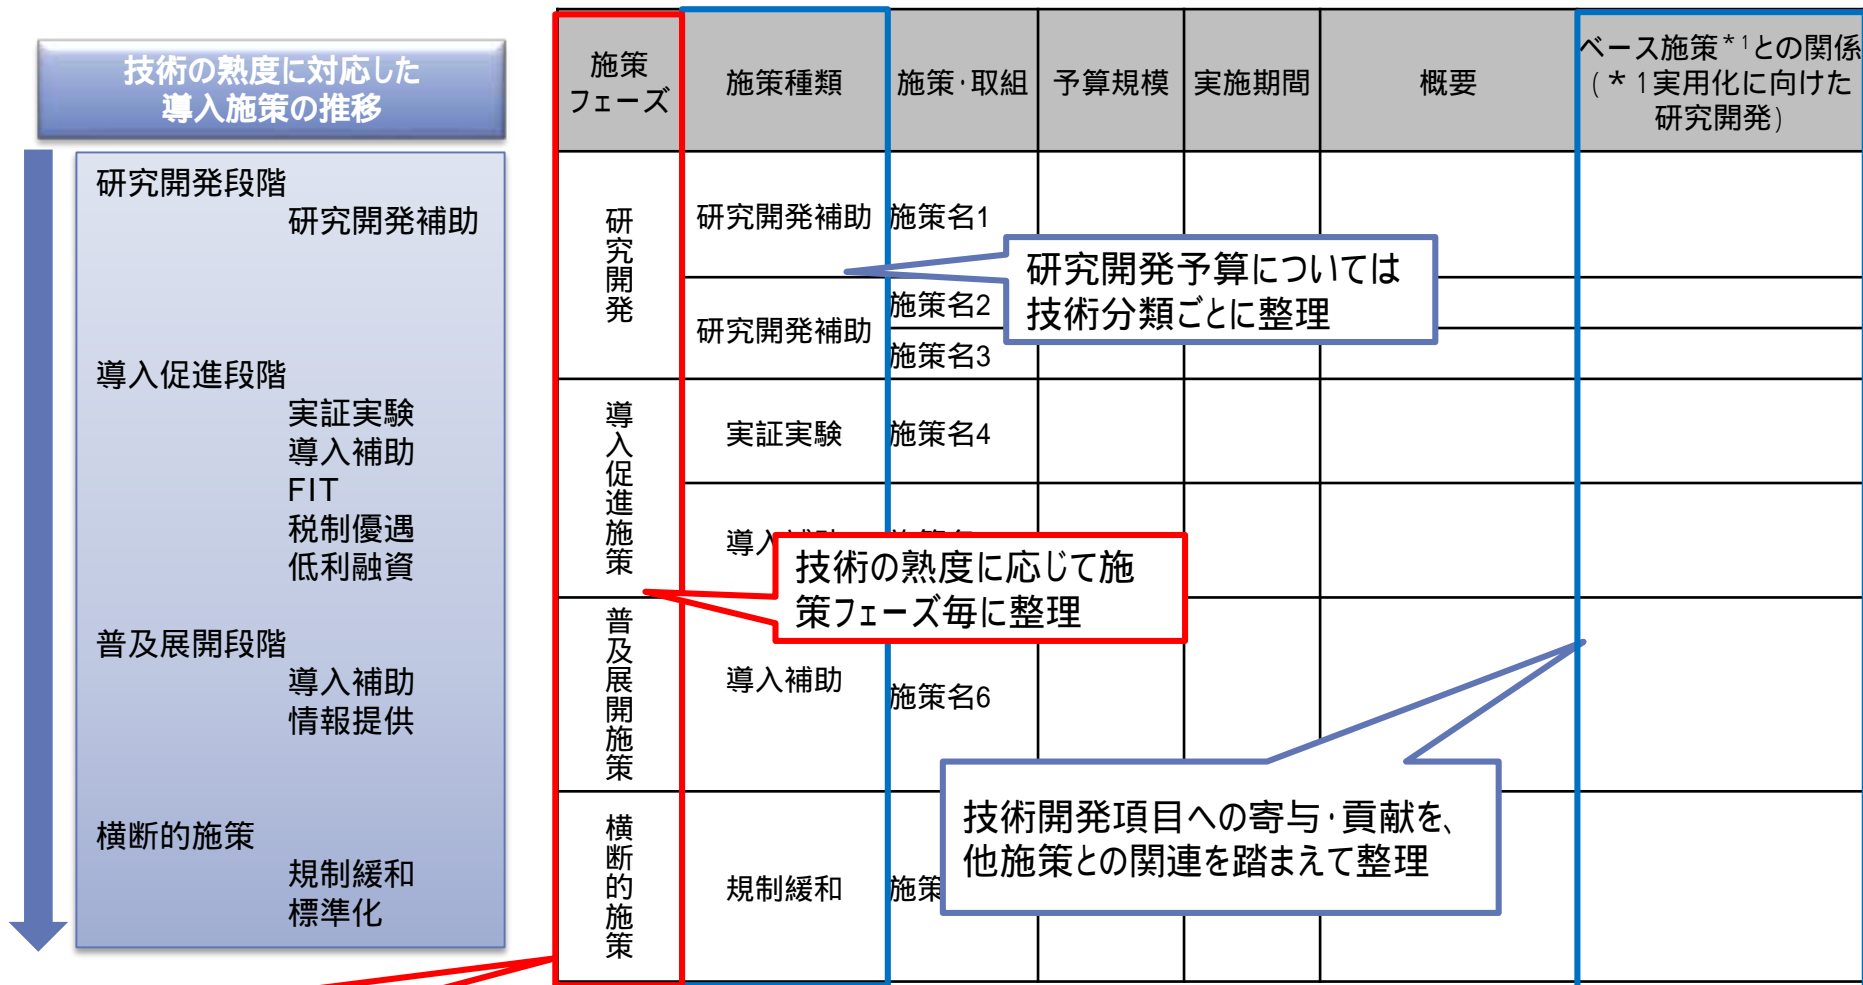 技術の熟度に対応した
導入施策の推移
研究開発段階
研究開発補助
導入促進段階
実証実験
導入補助
FIT
税制優遇
低利融資
普及展開段階
導入補助
情報提供
横断的施策
規制緩和
標準化
施策
フェーズ
施策種類
施策・取組
予算規模
実施期間
概要
ベース施策*1との関係
(*1実用化に向けた
研究開発)
研究開発
研究開発補助
施策名1
研究開発予算については
技術分類ごとに整理
研究開発補助
施策名2
施策名3
導入促進施策
実証実験
施策名4
導入
技術の熟度に応じて施
策フェーズ毎に整理
普及展開施策
導入補助
施策名6
技術開発項目への寄与・貢献を、
他施策との関連を踏まえて整理
横断的施策
規制緩和
施策